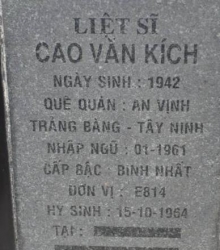 LIỆT SĨ
CAO VĂN KÍCH
NGÀY SINH : 1942
QUÊ QUÁN : AN VỊNH
TRẢNG BÀNG - TÂY NINH
NHẬP NGŨ : 01-1961
CẤP BẬC - BINH NHẤT
ĐƠN VỊ : E814
HY SINH : 15-10-1964
TẠI :